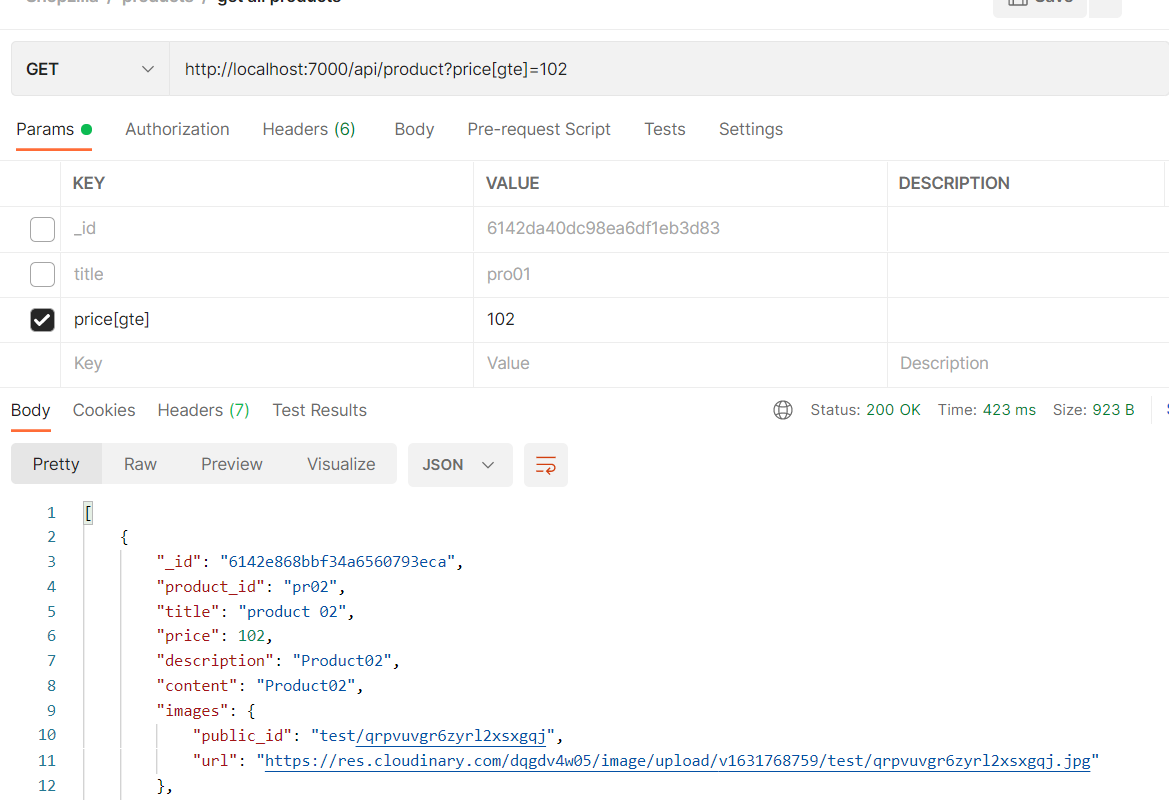 Shopzilla / products / get all products
Save
GET http://localhost:7000/api/product?price[gte]=102
Params Authorization Headers (6) Body Pre-request Script Tests Settings
KEY VALUE DESCRIPTION
_id 6142da40dc98ea6df1eb3d83
title pro01
price[gte] 102
Key Value Description
Body Cookies Headers (7) Test Results Status: 200 OK Time: 423 ms Size: 923 B
Pretty Raw Preview Visualize JSON
1 [
2 {
3 "_id": "6142e868bbf34a6560793eca",
4 "product_id": "pr02",
5 "title": "product 02",
6 "price": 102,
7 "description": "Product02",
8 "content": "Product02",
9 "images": {
10 "public_id": "test/qrpvuvgr6zyrl2xsxgqj",
11 "url": "https://res.cloudinary.com/dqgdv4w05/image/upload/v1631768759/test/qrpvuvgr6zyrl2xsxgqj.jpg"
12 },